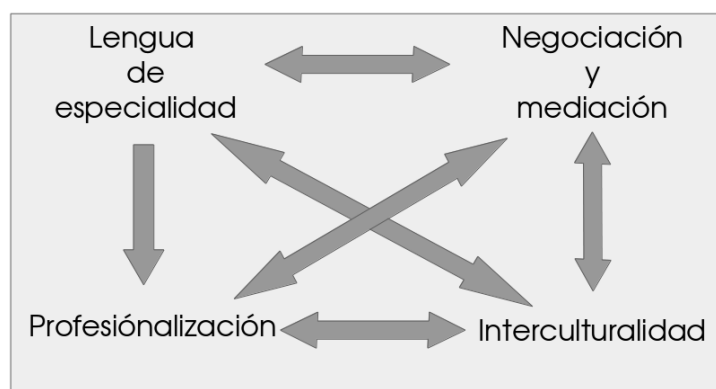 Lengua
de
especialidad
Negociación
y
mediación
Profesiónalización
Interculturalidad